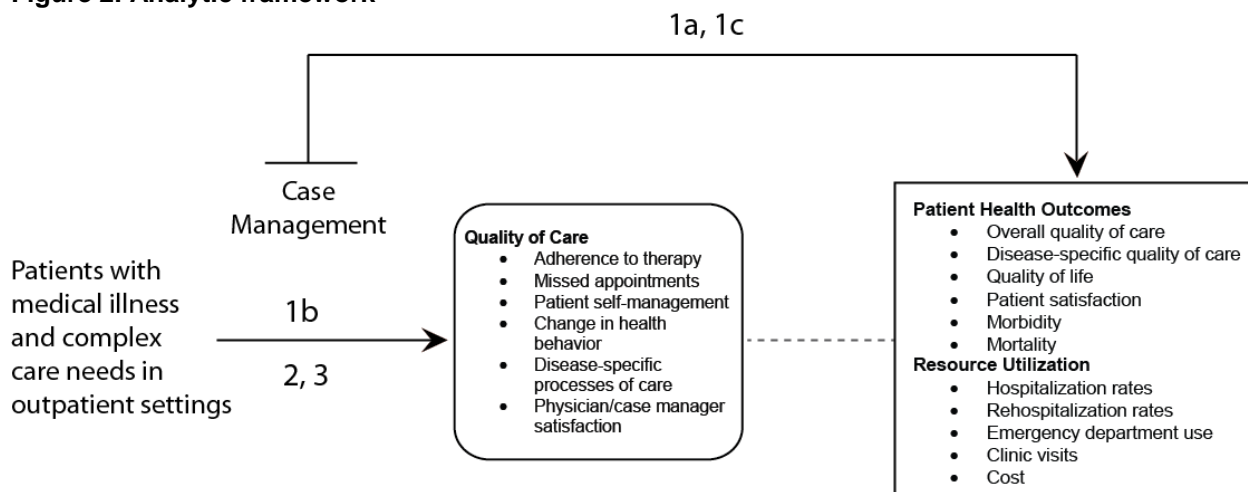 Figure 2. Analytic framework
1a, 1c
Case
Management
Patients with
medical illness
and complex
care needs in
outpatient settings
1b
2, 3
Quality of Care
• Adherence to therapy
• Missed appointments
• Patient self-management
• Change in health
behavior
• Disease-specific
processes of care
• Physician/case manager
satisfaction
Patient Health Outcomes
• Overall quality of care
• Disease-specific quality of care
• Quality of life
• Patient satisfaction
• Morbidity
• Mortality
Resource Utilization
• Hospitalization rates
• Rehospitalization rates
• Emergency department use
• Clinic visits
• Cost